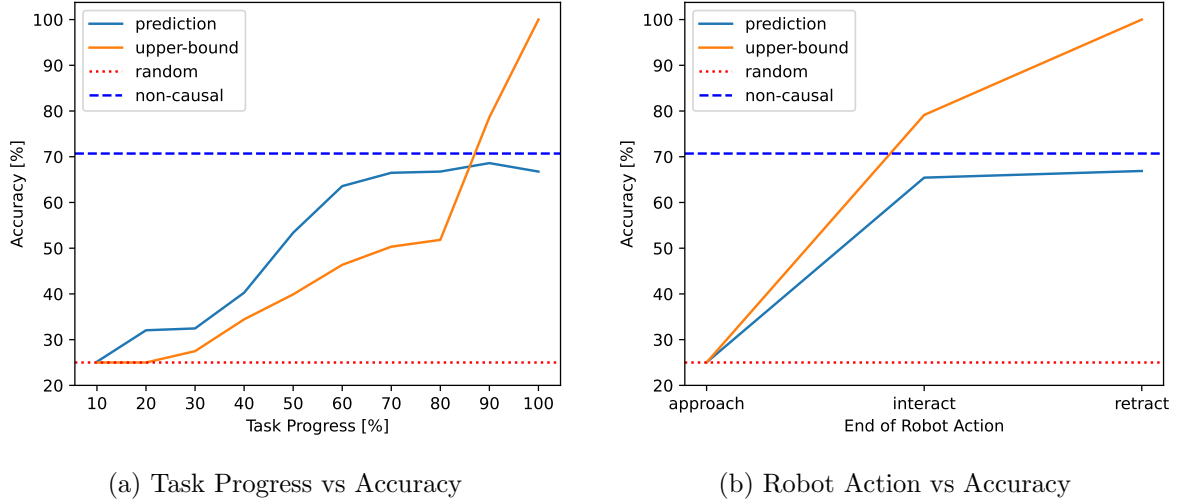 100
90
80
70
60
50
40
30
20
Accuracy [%]
prediction
upper-bound
random
non-causal
10 20 30 40 50 60 70 80 90 100
Task Progress [%]
(a) Task Progress vs Accuracy
100
90
80
70
60
50
40
30
20
Accuracy [%]
prediction
upper-bound
random
non-causal
approach interact retract
End of Robot Action
(b) Robot Action vs Accuracy